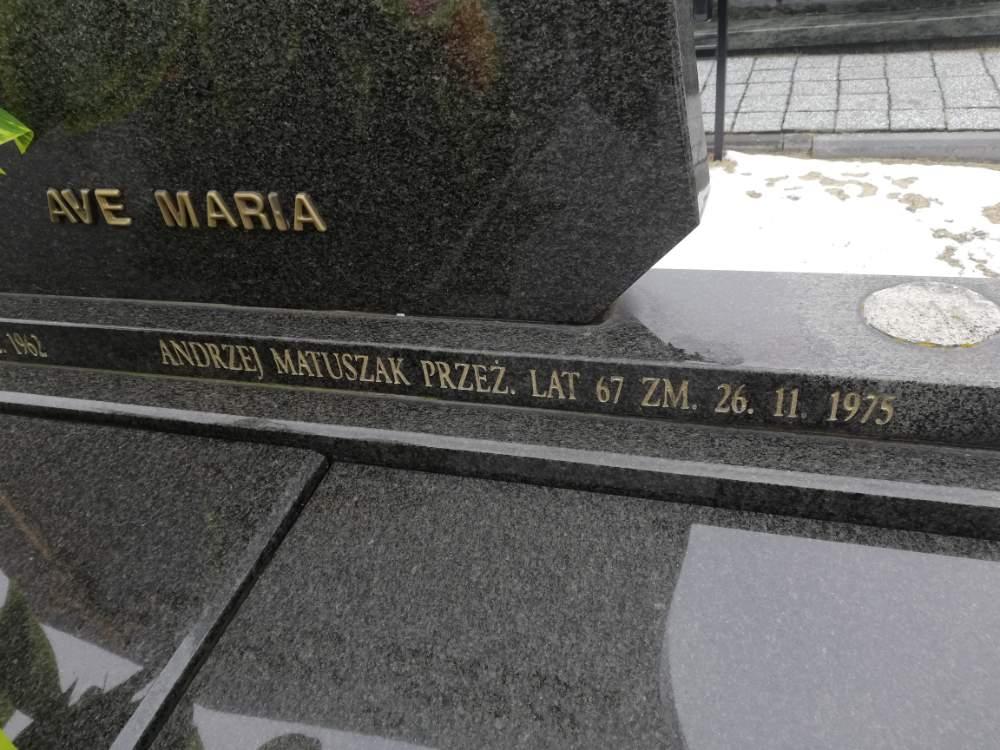 AVE MARIA
1962 ANDRZEJ MATUSZAK PRZEŻ. LAT 67 ZM. 26. 11. 1975